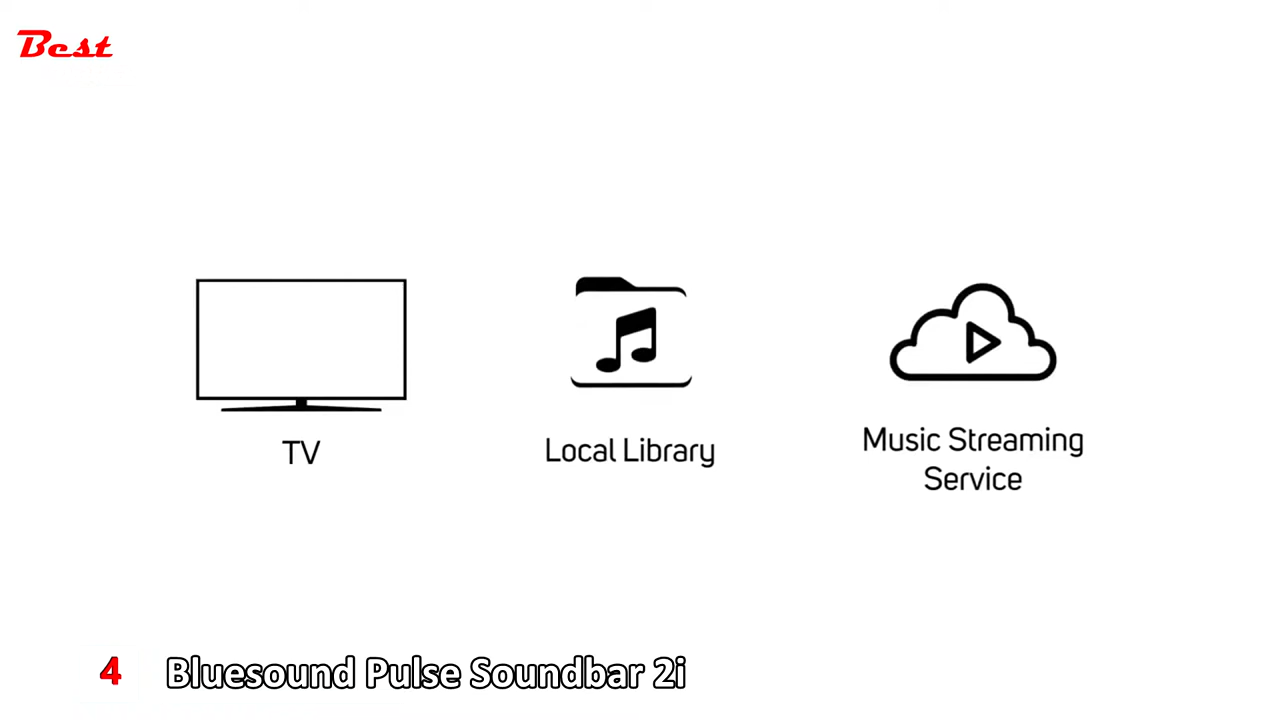 Best
TV
Local Library
Music Streaming
Service
4 Bluesound Pulse Soundbar 2i